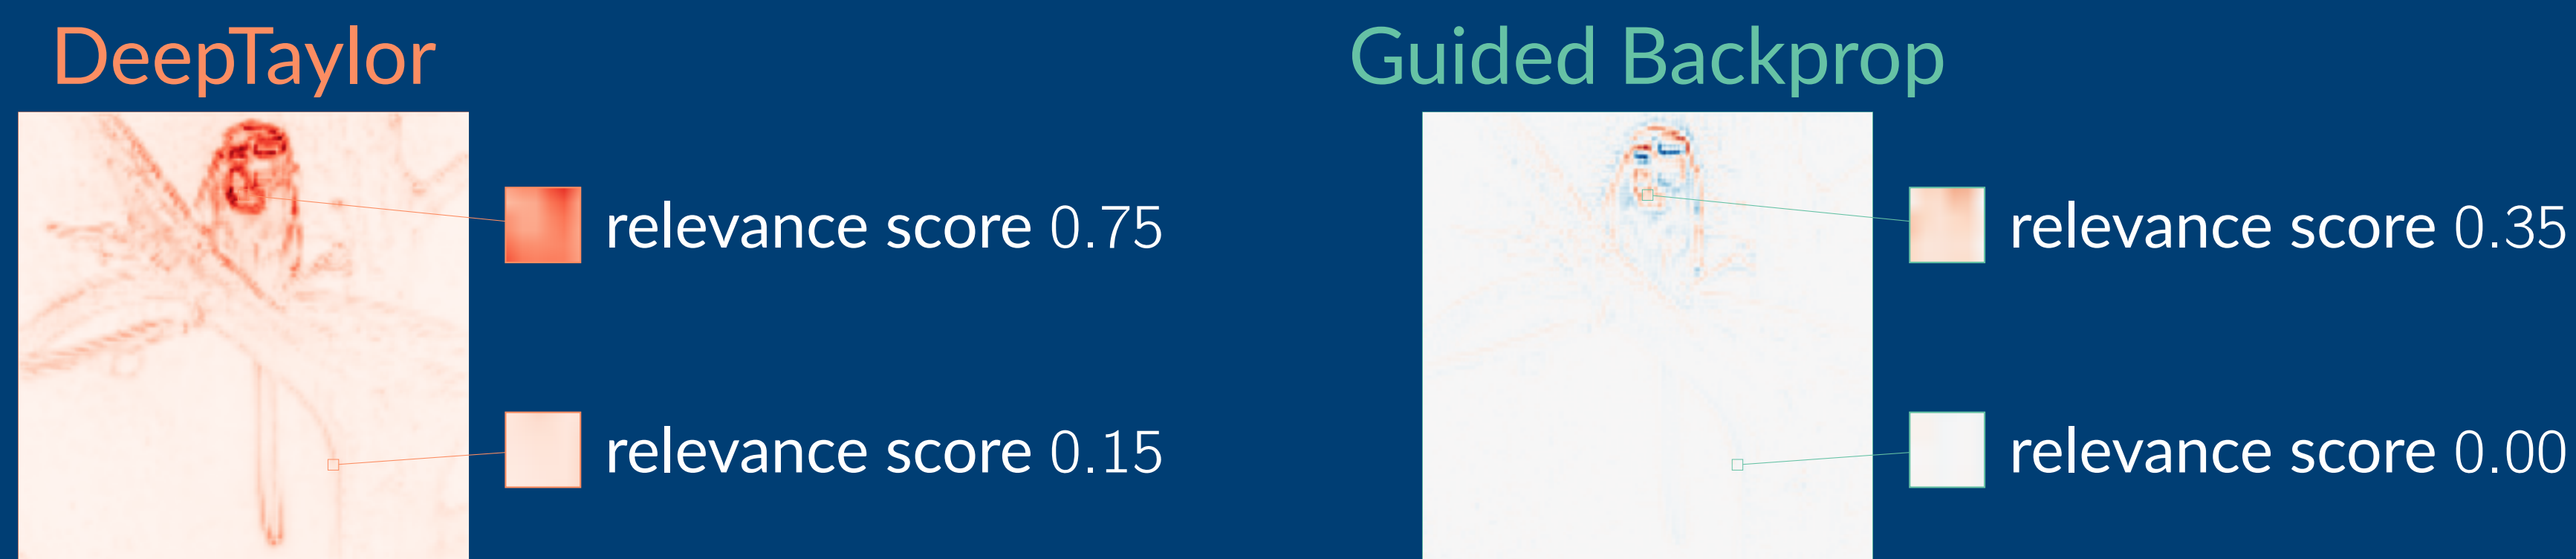 DeepTaylor
relevance score 0.75
relevance score 0.15
Guided Backprop
relevance score 0.35
relevance score 0.00